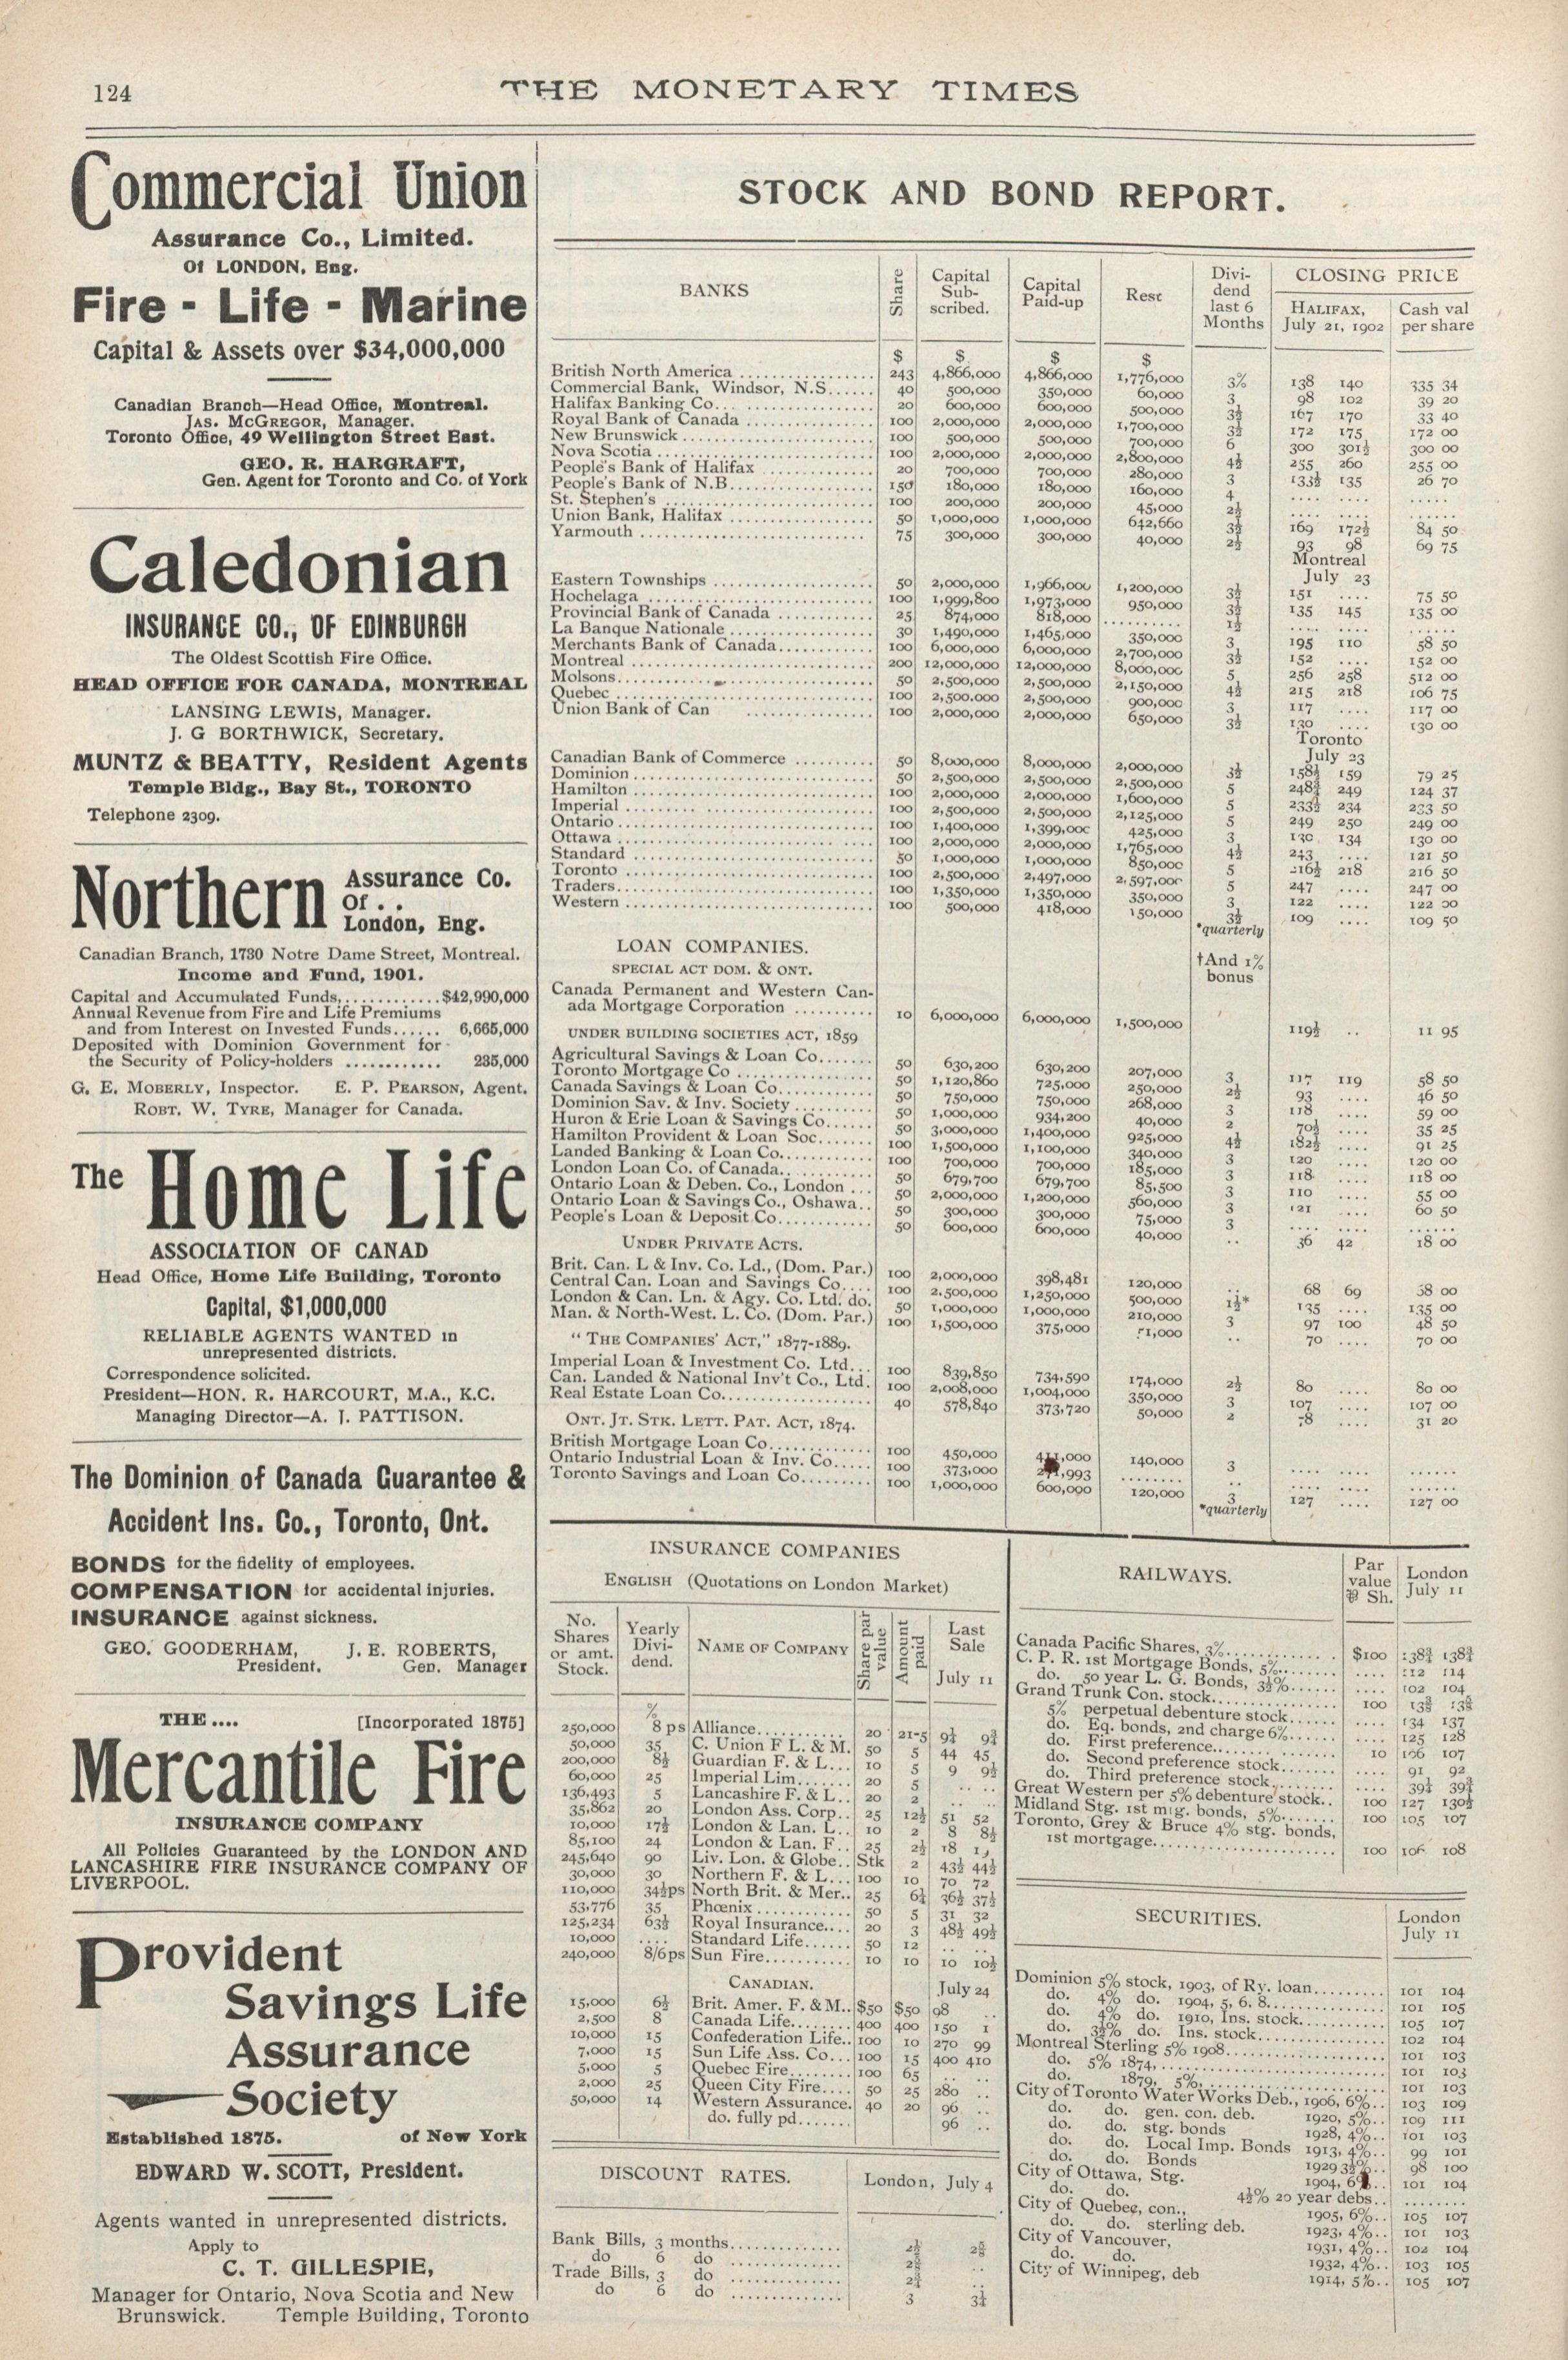 124
THE MONETARY TIMES
Commercial Union
Assurance Co., Limited.
Of LONDON, Eng.
Fire - Life - Marine
Capital & Assets over $34,000,000
Canadian Branch—Head Office, Montreal.
JAS. MCGREGOR, Manager.
Toronto Office, 49 Wellington Street East.
GEO. R. HARGRAFT,
Gen. Agent for Toronto and Co. of York
Caledonian
INSURANCE CO., OF EDINBURGH
The Oldest Scottish Fire Office.
HEAD OFFICE FOR CANADA, MONTREAL
LANSING LEWIS, Manager.
J. G BORTHWICK, Secretary.
MUNTZ & BEATTY, Resident Agents
Temple Bldg., Bay St., TORONTO
Telephone 2309.
Northern Assurance Co.
Of . .
London, Eng.
Canadian Branch, 1730 Notre Dame Street, Montreal.
Income and Fund, 1901.
Capital and Accumulated Funds,............$42,990,000
Annual Revenue from Fire and Life Premiums
and from Interest on Invested Funds...... 6,665,000
Deposited with Dominion Government for
the Security of Policy-holders ............ 235,000
G. E. MOBERLY, Inspector. E. P. PEARSON, Agent.
ROBT. W. TYRE, Manager for Canada.
The Home Life
ASSOCIATION OF CANAD
Head Office, Home Life Building, Toronto
Capital, $1,000,000
RELIABLE AGENTS WANTED in
unrepresented districts.
Correspondence solicited.
President—HON. R. HARCOURT, M.A., K.C.
Managing Director—A. J. PATTISON.
The Dominion of Canada Guarantee &
Accident Ins. Co., Toronto, Ont.
BONDS for the fidelity of employees.
COMPENSATION for accidental injuries.
INSURANCE against sickness.
GEO. GOODERHAM, J. E. ROBERTS,
President. Gen. Manager
THE .... [Incorporated 1875]
Mercantile Fire
INSURANCE COMPANY
All Policies Guaranteed by the LONDON AND
LANCASHIRE FIRE INSURANCE COMPANY OF
LIVERPOOL.
Provident
Savings Life
Assurance
Society
Established 1875. of New York
EDWARD W. SCOTT, President.
Agents wanted in unrepresented districts.
Apply to
C. T. GILLESPIE,
Manager for Ontario, Nova Scotia and New
Brunswick. Temple Building, Toronto
STOCK AND BOND REPORT.
BANKS Share Capital Sub-scribed. Capital Paid-up Rest Divi-dend last 6 Months CLOSING PRICE
HALIFAX, July 21, 1902 Cash val per share
$ $ $ $
British North America ................. 243 4,866,000 4,866,000 1,776,000 3% 138 140 335 34
Commercial Bank, Windsor, N.S...... 40 500,000 350,000 60,000 3 98 102 39 20
Halifax Banking Co... ................ 20 600,000 600,000 500,000 3½ 167 170 33 40
Royal Bank of Canada ................ 100 2,000,000 2,000,000 1,700,000 3½ 172 175 172 00
New Brunswick ....................... 100 500,000 500,000 700,000 6 300 301½ 300 00
Nova Scotia .......................... 100 2,000,000 2,000,000 2,800,000 4½ 255 260 255 00
People's Bank of Halifax .............. 20 700,000 700,000 280,000 3 133½ 135 26 70
People's Bank of N.B.................. 150 180,000 180,000 160,000 4 .... .... ......
St. Stephen's ......................... 100 200,000 200,000 45,000 2½ .... .... ......
Union Bank, Halifax .................. 50 1,000,000 1,000,000 642,660 3½ 169 172½ 84 50
Yarmouth ............................ 75 300,000 300,000 40,000 2½ 93 98 69 75
Montreal
July 23
Eastern Townships .................... 50 2,000,000 1,966,000 1,200,000 3½ 151 .... 75 50
Hochelaga ............................ 100 1,999,800 1,973,000 950,000 3½ 135 145 135 00
Provincial Bank of Canada ............ 25 874,000 818,000 .......... 1½ .... .... ......
La Banque Nationale .................. 30 1,490,000 1,465,000 350,000 3 195 110 58 50
Merchants Bank of Canada............ 100 6,000,000 6,000,000 2,700,000 3½ 152 .... 152 00
Montreal ............................. 200 12,000,000 12,000,000 8,000,000 5 256 258 512 00
Molsons............................... 50 2,500,000 2,500,000 2,150,000 4½ 215 218 106 75
Quebec ............................... 100 2,500.000 2,500,000 900,000 3 117 .... 117 00
Union Bank of Can ................ 100 2,000,000 2,000,000 650,000 3½ 130 .... 130 00
Toronto
July 23
Canadian Bank of Commerce .......... 50 8,000,000 8,000,000 2,000,000 3½ 158½ 159 79 25
Dominion .............................. 50 2,500,000 2,500,000 2,500,000 5 248¾ 249 124 37
Hamilton .............................. 100 2,000,000 2,000,000 1,600,000 5 233½ 234 233 50
Imperial ............................... 100 2,500,000 2,500,000 2,125,000 5 249 250 249 00
Ontario ................................ 100 1,400,000 1,399,000 425,000 3 130 134 130 00
Ottawa ................................ 100 2,000,000 2,000,000 1,765,000 4½ 243 .... 121 50
Standard .............................. 50 1,000,000 1,000,000 850,000 5 216½ 218 216 50
Toronto ............................... 100 2,500,000 2,497,000 2,597,000 5 247 .... 247 00
Traders................................ 100 1,350,000 1,350,000 350,000 3 122 .... 122 00
Western ............................... 100 500,000 418,000 150,000 3½ 109 .... 109 50
*quarterly
LOAN COMPANIES.
†And 1% bonus
SPECIAL ACT DOM. & ONT.
Canada Permanent and Western Can-
ada Mortgage Corporation .......... 10 6,000,000 6,000,000 1,500,000 119½ .. 11 95
UNDER BUILDING SOCIETIES ACT, 1859
Agricultural Savings & Loan Co....... 50 630,200 630,200 207,000 3 117 119 58 50
Toronto Mortgage Co ................. 50 1,120,860 725,000 250,000 2½ 93 .... 46 50
Canada Savings & Loan Co............ 50 750,000 750,000 268,000 3 118 .... 59 00
Dominion Sav. & Inv. Society .......... 50 1,000,000 934,200 40,000 2 70½ .... 35 25
Huron & Erie Loan & Savings Co...... 50 3,000,000 1,400,000 925,000 4½ 182½ .... 91 25
Hamilton Provident & Loan Soc....... 100 1,500,000 1,100,000 340,000 3 120 .... 120 00
Landed Banking & Loan Co........... 100 700,000 700,000 185,000 3 118 .... 118 00
London Loan Co. of Canada.......... 50 679,700 679,700 85,500 3 110 .... 55 00
Ontario Loan & Deben. Co., London ... 50 2,000,000 1,200,000 560,000 3 121 .... 60 50
Ontario Loan & Savings Co., Oshawa.. 50 300,000 300,000 75,000 3 .... .... ......
People's Loan & Deposit Co............ 50 600,000 600,000 40,000 .. 36 42 18 00
UNDER PRIVATE ACTS.
Brit. Can. L & Inv. Co. Ld., (Dom. Par.) 100 2,000,000 398,481 120,000 .. 68 69 68 00
Central Can. Loan and Savings Co.... 100 2.500,000 1,250,000 500,000 1½* 135 .... 135 00
London & Can. Ln. & Agy. Co. Ltd. do. 50 1,000,000 1,000,000 210,000 3 97 100 48 50
Man. & North-West. L. Co. (Dom. Par.) 100 1,500,000 375,000 51,000 .. 70 .... 70 00
“ THE COMPANIES' ACT,” 1877-1889.
Imperial Loan & Investment Co. Ltd... 100 839,850 734,590 174,000 2½ 80 .... 80 00
Can. Landed & National Inv't Co., Ltd. 100 2,008,000 1,004,000 350,000 3 107 .... 107 00
Real Estate Loan Co................... 40 578,840 373,720 50,000 2 78 .... 31 20
ONT. JT. STK. LETT. PAT. ACT, 1874.
British Mortgage Loan Co............. 100 450,000 140,000 3 .... .... ......
Ontario Industrial Loan & Inv. Co..... 100 373,000 ........ .. .... .... ......
Toronto Savings and Loan Co......... 100 1,000,000 600,000 120,000 3 127 .... 127 00
*quarterly
INSURANCE COMPANIES
ENGLISH (Quotations on London Market)
No. Shares or amt. Stock. Yearly Divi-dend. NAME OF COMPANY Share par value Amount paid Last Sale July 11
%
250,000 8 ps Alliance........... 20 21-5 9¼ 9¾
50,000 35 C. Union F L. & M. 50 5 44 45
200,000 8½ Guardian F. & L... 10 5 9 9½
60,000 25 Imperial Lim....... 20 5 .. ..
136,493 5 Lancashire F. & L.. 20 2 .. ..
35,862 20 London Ass. Corp.. 25 12½ 51 52
10,000 17½ London & Lan. L.. 10 2 8 8½
85,100 24 London & Lan. F.. 25 2½ 18
245,640 90 Liv. Lon. & Globe.. Stk 2 43½ 44½
30,000 30 Northern F. & L... 100 10 70 72
110,000 34½ps North Brit. & Mer.. 25 6¼ 36½ 37½
53,776 35 Phœnix ............ 50 5 31 32
125,234 63½ Royal Insurance.... 20 3 48½ 49½
10,000 .... Standard Life...... 50 12 .. ..
240,000 8/6ps Sun Fire........... 10 10 10 10½
CANADIAN. July 24
15,000 6½ Brit. Amer. F. & M.. $50 $50 98 ..
2,500 8 Canada Life........ 400 400 150 1
10,000 15 Confederation Life.. 100 10 270 99
7,000 15 Sun Life Ass. Co... 100 15 400 410
5,000 5 Quebec Fire........ 100 65 .. ..
2,000 25 Queen City Fire.... 50 25 280 ..
50,000 14 Western Assurance. 40 20 96 ..
do. fully pd....... 96 ..
DISCOUNT RATES. London, July 4
Bank Bills, 3 months.............. 2½ 2⅝
do 6 do .............. ..
Trade Bills, 3 do .............. 2¾ ..
do 6 do .............. 3 3¼
RAILWAYS. Par value ₩ Sh. London July 11
Canada Pacific Shares, 3%................ $100 138¾ 138¾
C. P. R. 1st Mortgage Bonds, 5%........ .... 112 114
do. 50 year L. G. Bonds, 3½%...... .... 102 104
Grand Trunk Con. stock.................. 100 13⅜ 13⅝
5% perpetual debenture stock...... .... 134 137
do. Eq. bonds, 2nd charge 6%...... .... 125 128
do. First preference................ 10 106 107
do. Second preference stock........ .... 91 92
do. Third preference stock......... .... 39¼ 39¾
Great Western per 5% debenture stock.. 100 127 130½
Midland Stg. 1st mtg. bonds, 5%........ 100 105 107
Toronto, Grey & Bruce 4% stg. bonds,
1st mortgage......................... 100 106 108
SECURITIES. London July 11
Dominion 5% stock, 1903, of Ry. loan......... 101 104
do. 4% do. 1904, 5, 6, 8................ 101 105
do. 4% do. 1910, Ins. stock............ 105 107
do. 3½% do. Ins. stock.................. 102 104
Montreal Sterling 5% 1908...................... 101 103
do. 5% 1874,.............................. 101 103
do. 1879, 5%,........................... 101 103
City of Toronto Water Works Deb., 1906, 6%.. 103 109
do. do. gen. con. deb. 1920, 5%.. 109 111
do. do. stg. bonds 1928, 4%.. 101 103
do. do. Local Imp. Bonds 1913, 4%.. 99 101
do. do. Bonds 1929 3½%.. 98 100
City of Ottawa, Stg. 1904, 6%.. 101 104
do. do. 4½% 20 year debs.. ........
City of Quebec, con., 1905, 6%.. 105 107
do. do. sterling deb. 1923, 4%.. 101 103
City of Vancouver, 1931, 4%.. 102 104
do. do. 1932, 4%.. 103 105
City of Winnipeg, deb 1914, 5%.. 105 107